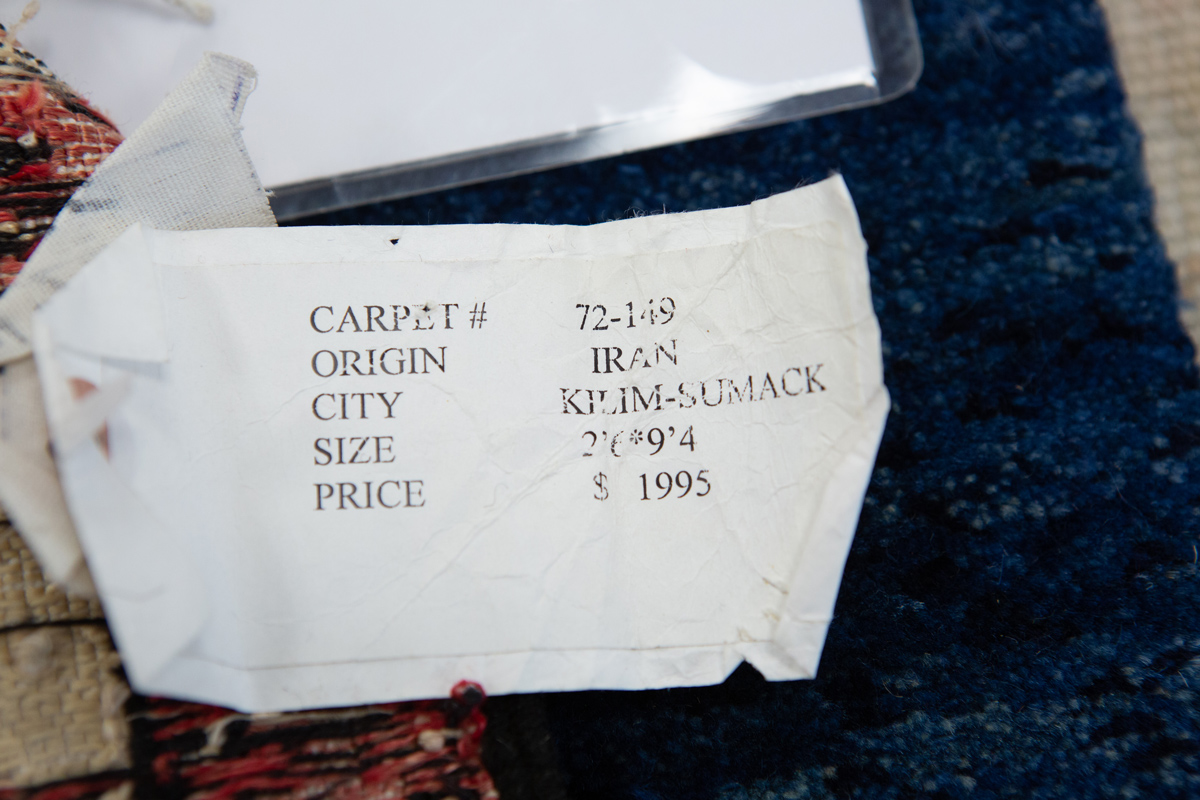 CARPET # 72-149
ORIGIN IRAN
CITY KILIM-SUMACK
SIZE 2'6*9'4
PRICE $ 1995